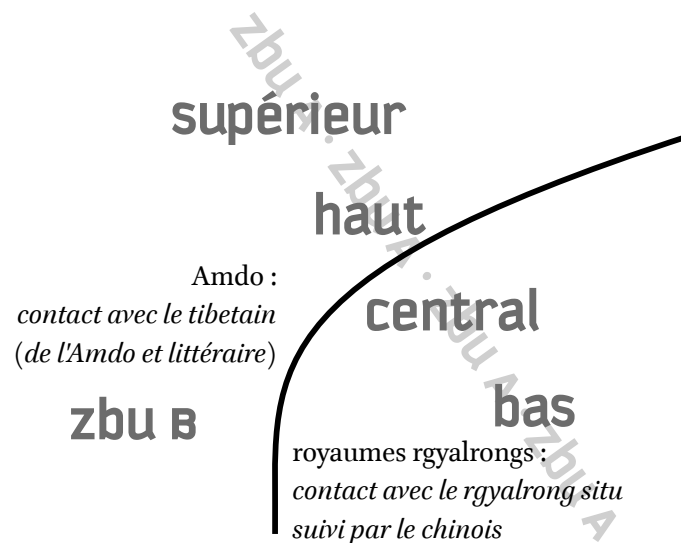 zbu A · zbu A · zbu A · zbu A
supérieur
haut
Amdo :
contact avec le tibetain
(de l'Amdo et littéraire)
central
zbu B
bas
royaumes rgyalrongs :
contact avec le rgyalrong situ
suivi par le chinois